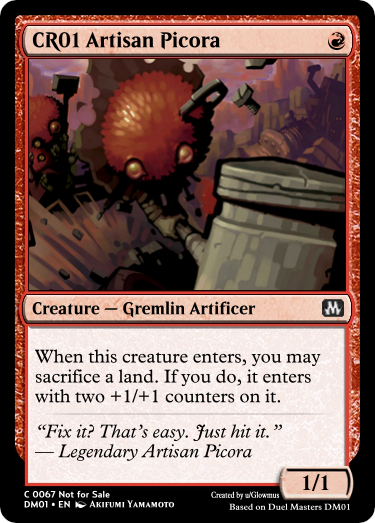 CR01 Artisan Picora
Creature — Gremlin Artificer
M
When this creature enters, you may
sacrifice a land. If you do, it enters
with two +1/+1 counters on it.
“Fix it? That’s easy. Just hit it.”
— Legendary Artisan Picora
1/1
C 0067 Not for Sale
DM01 • EN AKIFUMI YAMAMOTO
Created by u/Glowmus
Based on Duel Masters DM01